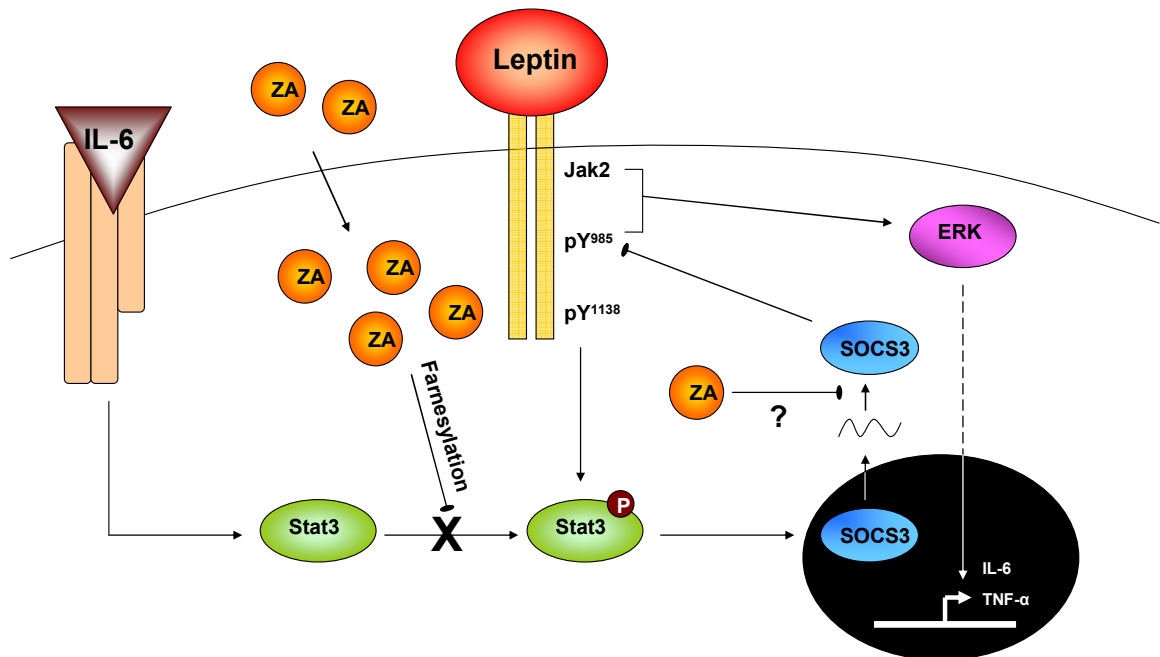 Leptin
ZA
ZA
IL-6
Jak2
ERK
pY985
ZA
ZA
ZA
ZA
pY1138
SOCS3
Farnesylation
ZA
?
P
Stat3
X
Stat3
SOCS3
IL-6
TNF-α